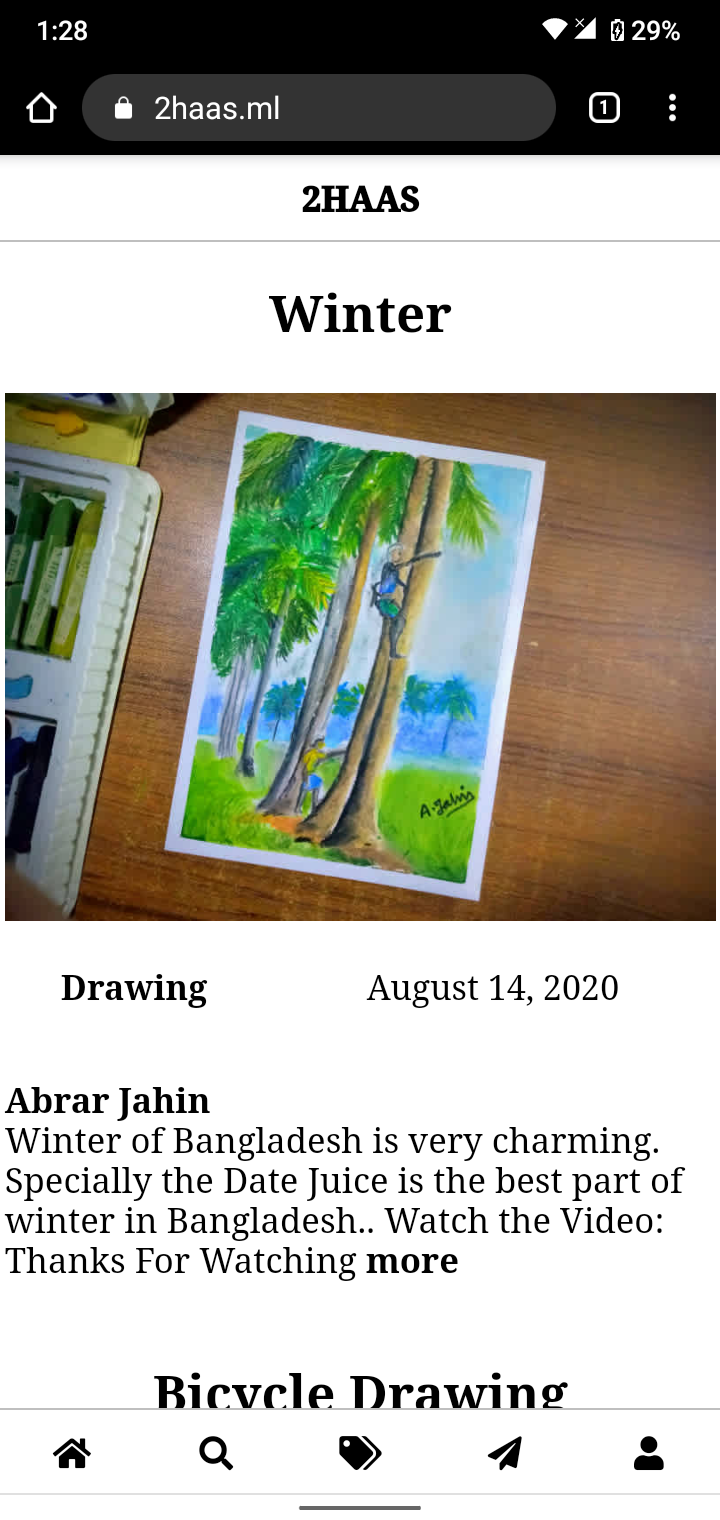 1:28
29%
2haas.ml
1
2HAAS
Winter
A.Jahin
Drawing
August 14, 2020
Abrar Jahin
Winter of Bangladesh is very charming.
Specially the Date Juice is the best part of
winter in Bangladesh.. Watch the Video:
Thanks For Watching more
Bicycle Drawing